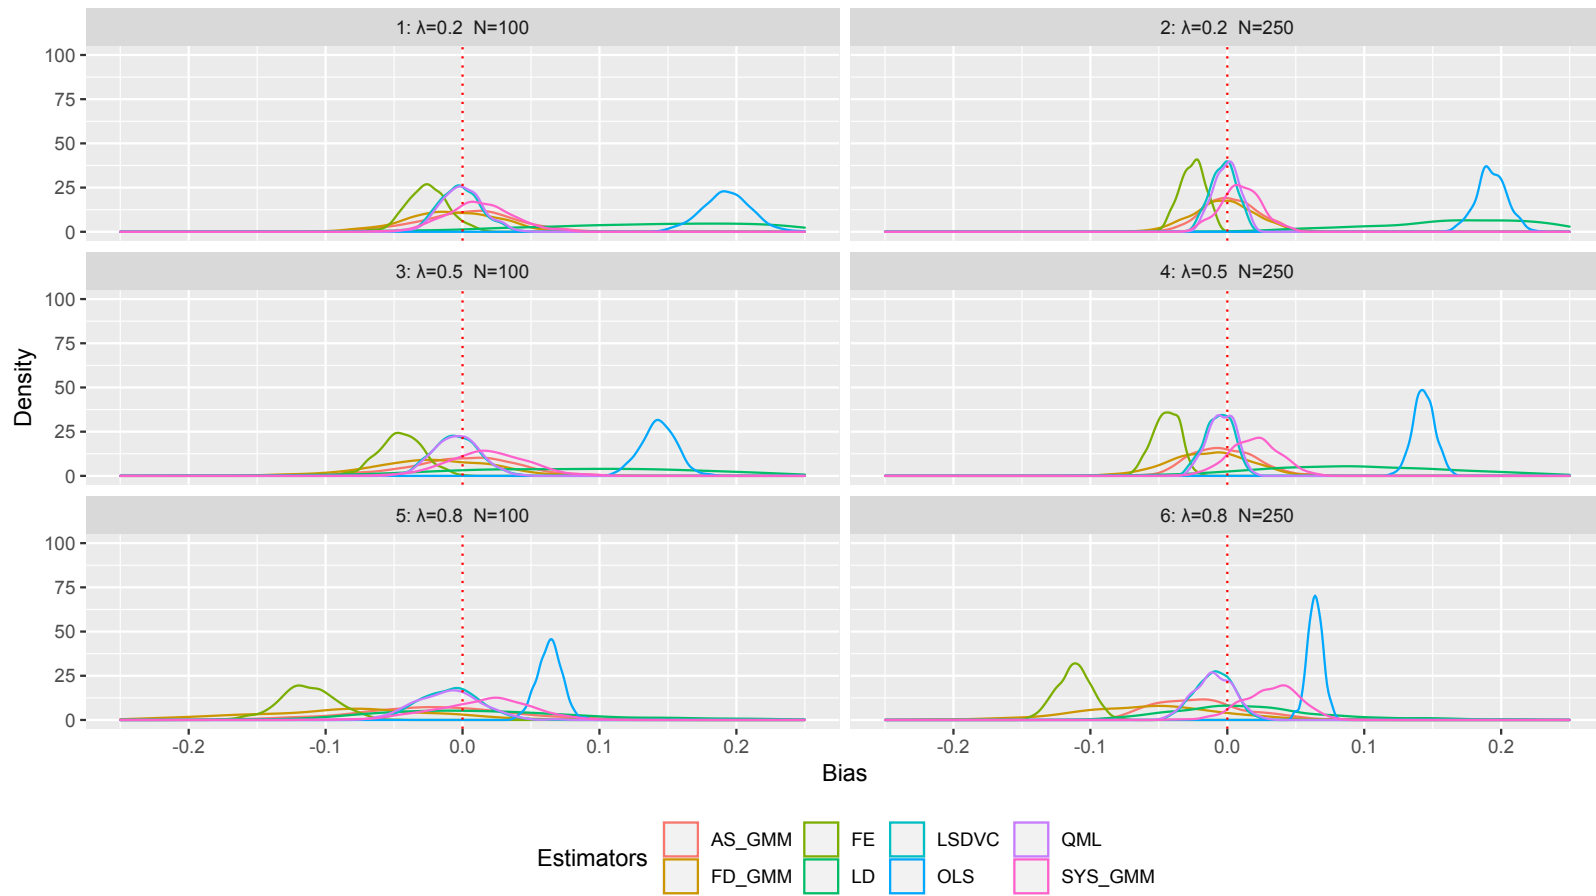 1: λ=0.2 N=100
2: λ=0.2 N=250
100
75
50
25
0
3: λ=0.5 N=100
4: λ=0.5 N=250
100
75
50
25
0
Density
5: λ=0.8 N=100
6: λ=0.8 N=250
100
75
50
25
0
-0.2 -0.1 0.0 0.1 0.2
-0.2 -0.1 0.0 0.1 0.2
Bias
Estimators
AS_GMM FE LSDVC QML
FD_GMM LD OLS SYS_GMM